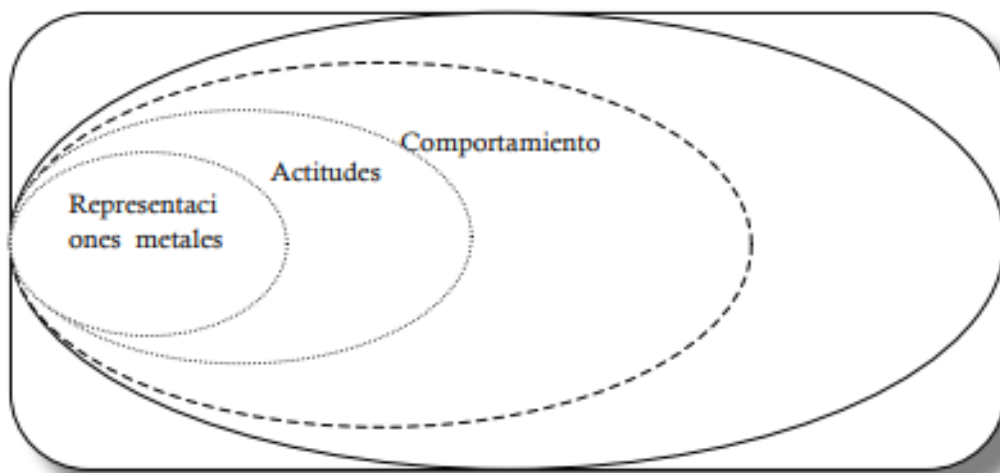 Comportamiento
Actitudes
Representaci
ones metales